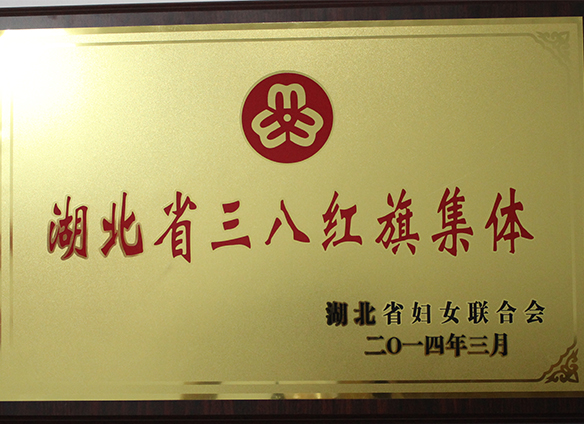 湖北省三八红旗集体
湖北省妇女联合会
二O一四年三月